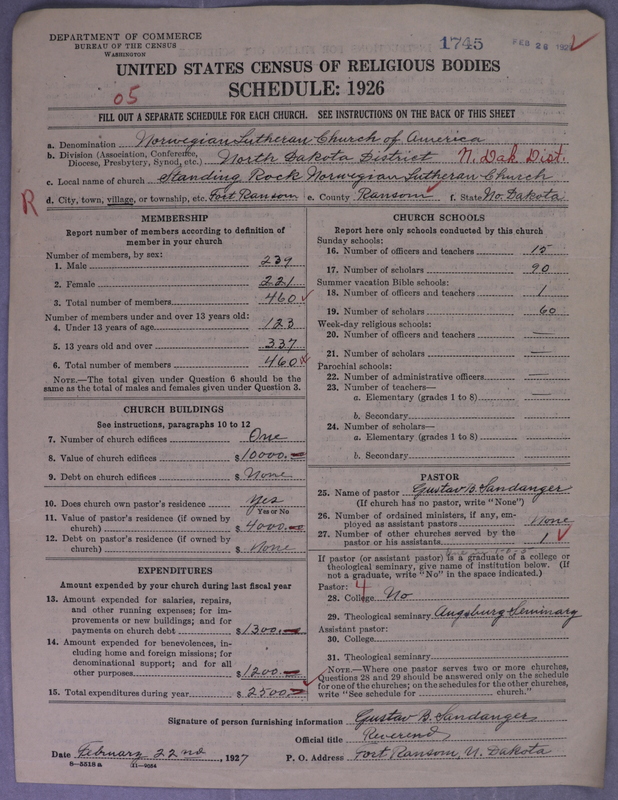 DEPARTMENT OF COMMERCE
BUREAU OF THE CENSUS
WASHINGTON
1745
FEB 26 192
UNITED STATES CENSUS OF RELIGIOUS BODIES
SCHEDULE: 1926
05
FILL OUT A SEPARATE SCHEDULE FOR EACH CHURCH. SEE INSTRUCTIONS ON THE BACK OF THIS SHEET
a. Denomination Norwegian Lutheran Church of America
b. Division (Association, Conference, Diocese, Presbytery, Synod, etc.) North Dakota District N. Dak Dist.
c. Local name of church Standing Rock Norwegian Lutheran Church
R
d. City, town, village, or township, etc. Fort Ransom e. County Ransom f. State No. Dakota
MEMBERSHIP
Report number of members according to definition of
member in your church
Number of members, by sex:
1. Male 239
2. Female 221
3. Total number of members 460
Number of members under and over 13 years old:
4. Under 13 years of age 123
5. 13 years old and over 337
6. Total number of members 460
NOTE.—The total given under Question 6 should be
same as the total of males and females given under Question 3.
CHURCH BUILDINGS
See instructions, paragraphs 10 to 12
7. Number of church edifices One
8. Value of church edifices $10000.—
9. Debt on church edifices $ None
10. Does church own pastor's residence Yes
Yes or No
11. Value of pastor's residence (if owned by
church) $ 4000.—
12. Debt on pastor's residence (if owned by
church) $ None
EXPENDITURES
Amount expended by your church during last fiscal year
13. Amount expended for salaries, repairs,
and other running expenses; for im-
provements or new buildings; and for
payments on church debt $1300.—
14. Amount expended for benevolences, in-
cluding home and foreign missions; for
denominational support; and for all
other purposes $1200.—
15. Total expenditures during year $ 2500.—
CHURCH SCHOOLS
Report here only schools conducted by this church
Sunday schools:
16. Number of officers and teachers 15
17. Number of scholars 90
Summer vacation Bible schools:
18. Number of officers and teachers 1
19. Number of scholars 60
Week-day religious schools:
20. Number of officers and teachers —
21. Number of scholars —
Parochial schools:
22. Number of administrative officers —
23. Number of teachers—
a. Elementary (grades 1 to 8) —
b. Secondary
24. Number of scholars—
a. Elementary (grades 1 to 8) —
b. Secondary
PASTOR
25. Name of pastor Gustav B. Sandanger
(If church has no pastor, write "None")
26. Number of ordained ministers, if any, em-
ployed as assistant pastors None
27. Number of other churches served by the
pastor or his assistants 1
If pastor (or assistant pastor) is a graduate of a college or
theological seminary, give name of institution below. (If
not a graduate, write "No" in the space indicated.)
Pastor: 4
28. College No
29. Theological seminary Augsburg Seminary
Assistant pastor:
30. College
31. Theological seminary
NOTE.—Where one pastor serves two or more churches,
Questions 28 and 29 should be answered only on the schedule
for one of the churches; on the schedules for the other churches,
write "See schedule for church."
Signature of person furnishing information Gustav B. Sandanger
Official title Reverend
Date February 22nd, 1927 P. O. Address Fort Ransom, N. Dakota
8—5518 a 11—9054